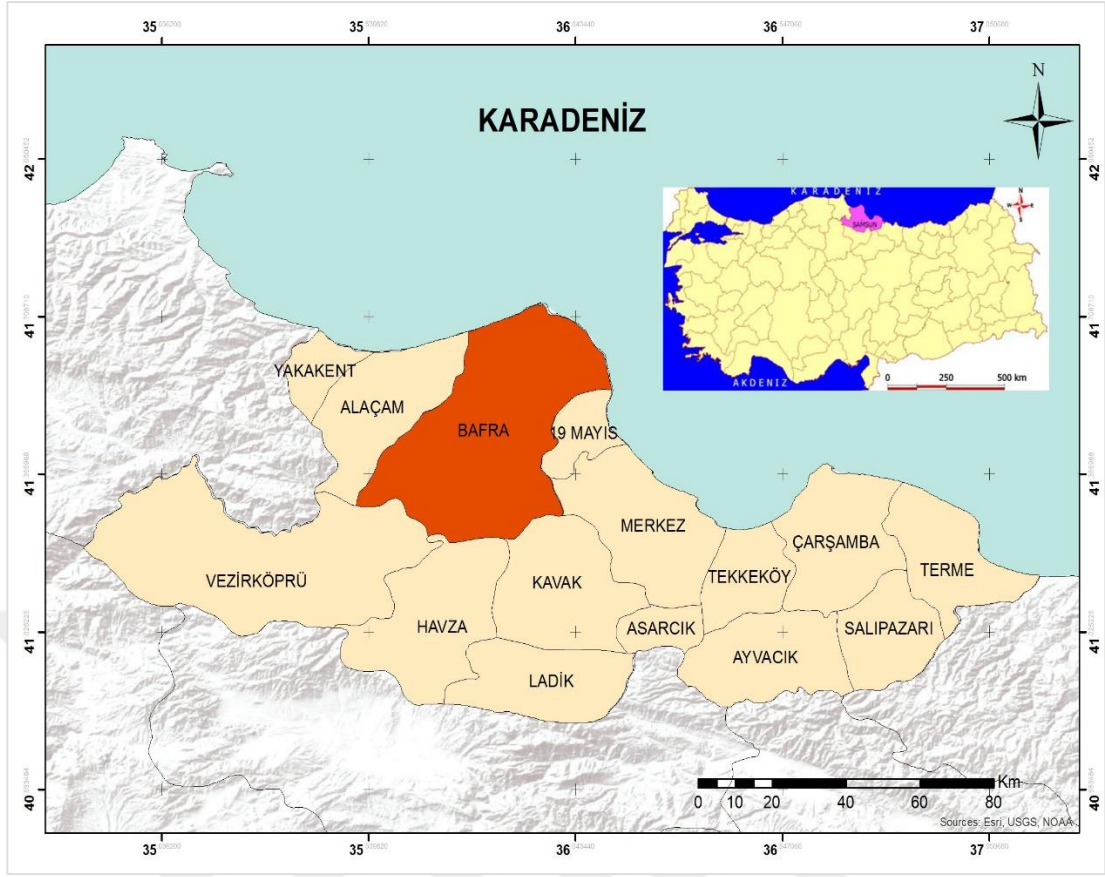 35 36 36 36 37
N
KARADENİZ
42
42
KARADENİZ
N
W E
S
SAMSUN
41
41
0 250 500 km
AKDENİZ
YAKAKENT
ALAÇAM
BAFRA
19 MAYIS
41
41
MERKEZ
ÇARŞAMBA
VEZİRKÖPRÜ
KAVAK
TEKKEKÖY
TERME
HAVZA
ASARCIK
SALIPAZARI
41
41
AYVACIK
LADİK
40
40
Km
0 10 20 40 60 80
Sources: Esri, USGS, NOAA
35 35 36 36 37